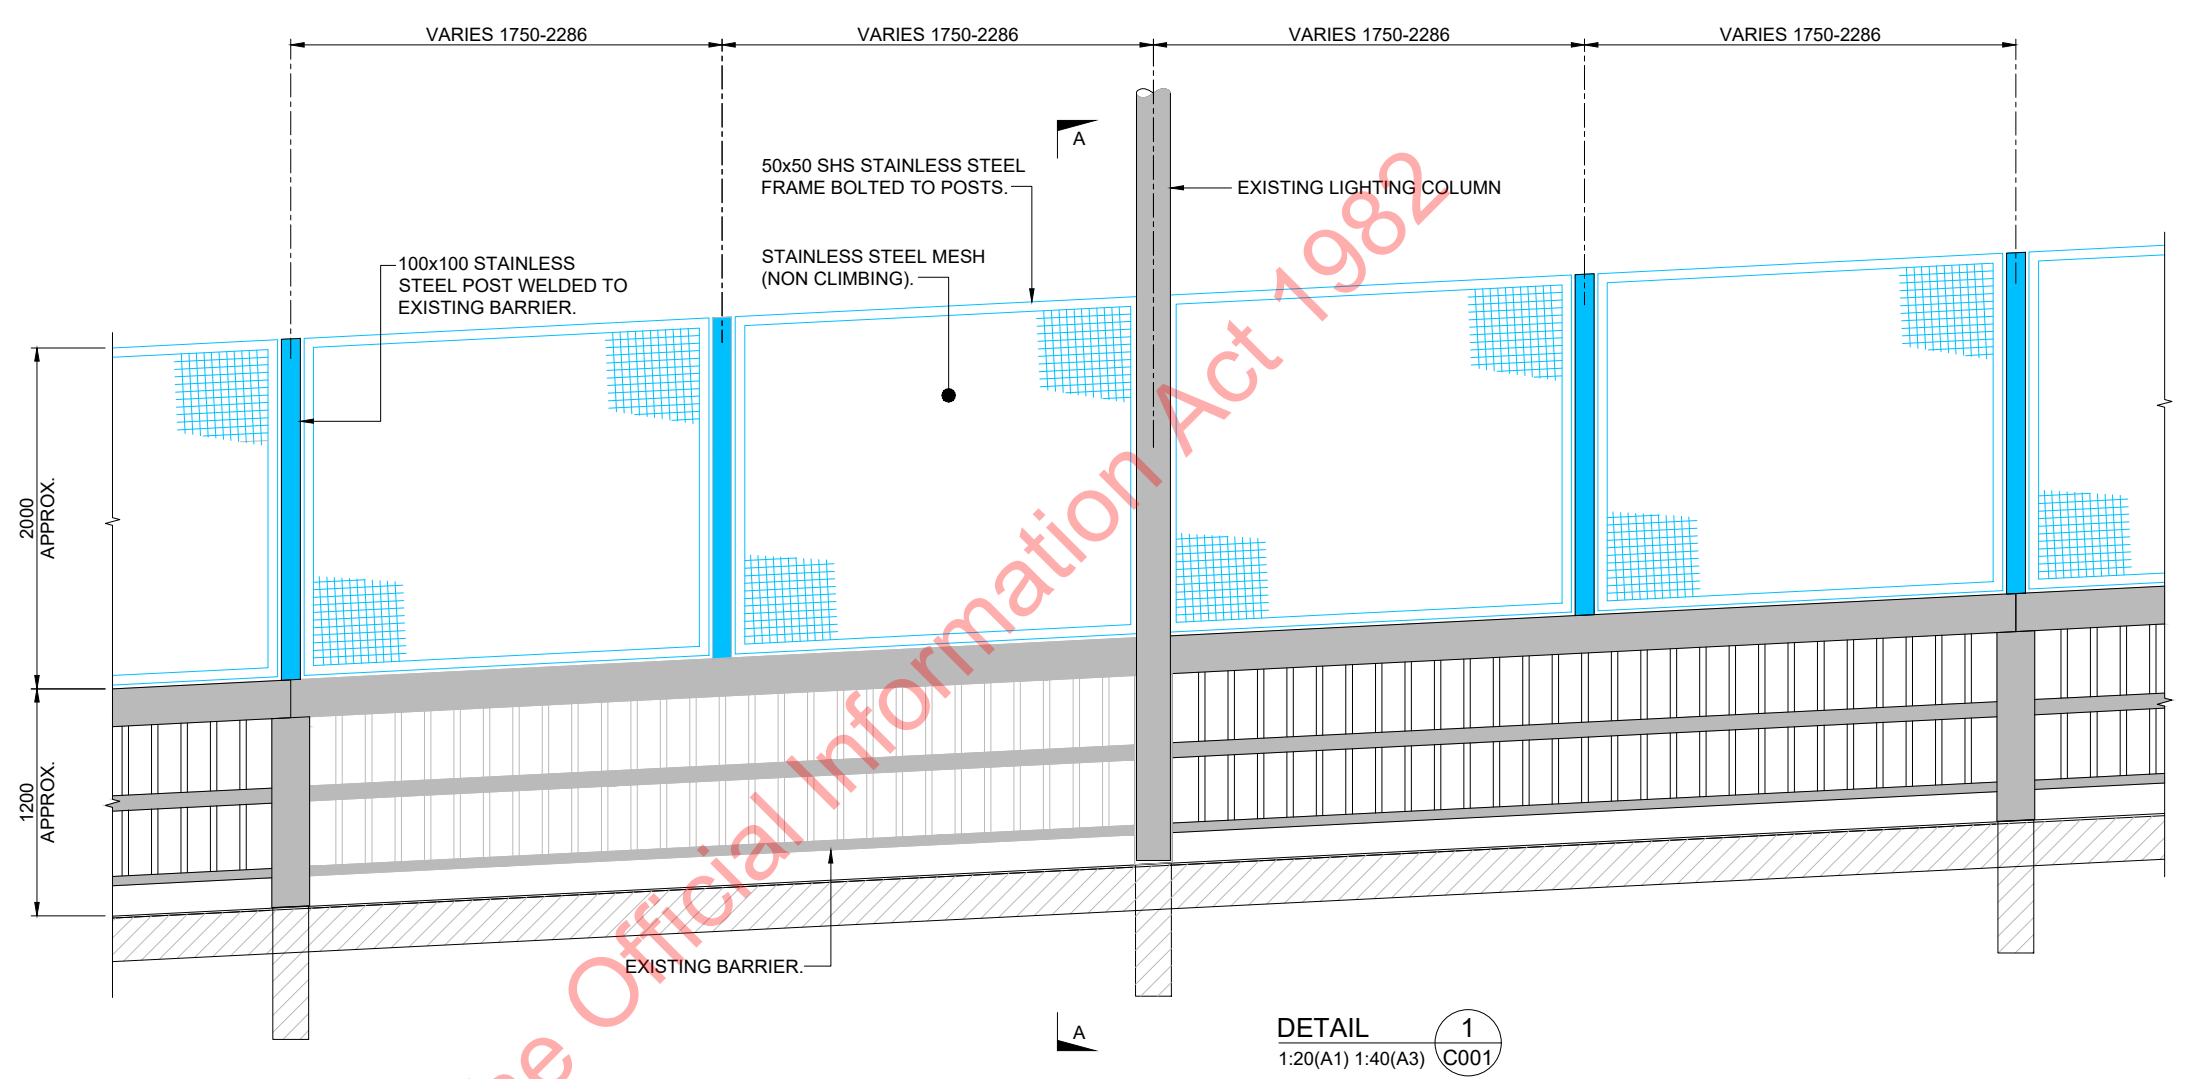 VARIES 1750-2286
VARIES 1750-2286
VARIES 1750-2286
VARIES 1750-2286
A
50x50 SHS STAINLESS STEEL
FRAME BOLTED TO POSTS.
EXISTING LIGHTING COLUMN
STAINLESS STEEL MESH
(NON CLIMBING).
100x100 STAINLESS
STEEL POST WELDED TO
EXISTING BARRIER.
2000
APPROX.
1200
APPROX.
EXISTING BARRIER.
A
DETAIL
1
1:20(A1) 1:40(A3)
C001
he Official Information Act 1982